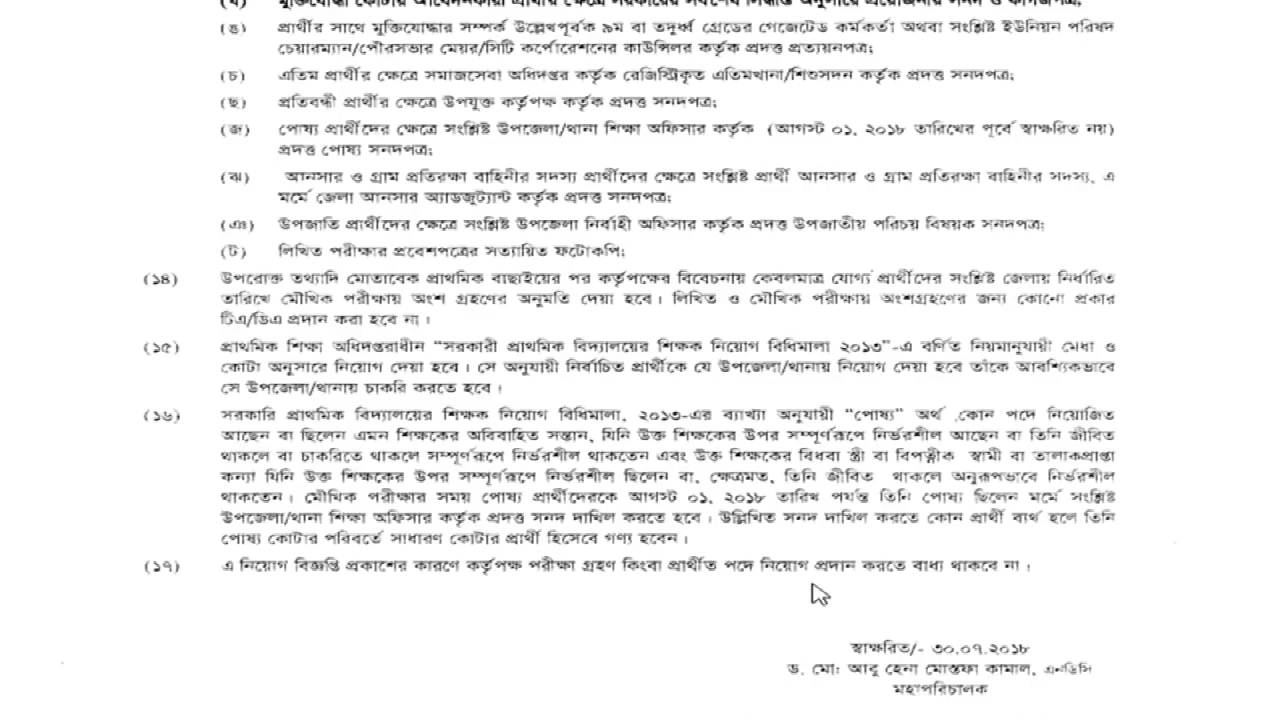 (ঘ) মুক্তিযোদ্ধা কোটায় আবেদনকারী প্রার্থীর ক্ষেত্রে সরকারের সর্বশেষ সিদ্ধান্ত অনুসারে প্রয়োজনীয় সনদ ও কাগজপত্র;
(ঙ) প্রার্থীর সাথে মুক্তিযোদ্ধার সম্পর্ক উল্লেখপূর্বক ৯ম বা তদুর্ধ্ব গ্রেডের গেজেটেড কর্মকর্তা অথবা সংশ্লিষ্ট ইউনিয়ন পরিষদ
চেয়ারম্যান/পৌরসভার মেয়র/সিটি কর্পোরেশনের কাউন্সিলর কর্তৃক প্রদত্ত প্রত্যয়নপত্র;
(চ) এতিম প্রার্থীর ক্ষেত্রে সমাজসেবা অধিদপ্তর কর্তৃক রেজিস্ট্রিকৃত এতিমখানা/শিশুসদন কর্তৃক প্রদত্ত সনদপত্র;
(ছ) প্রতিবন্ধী প্রার্থীর ক্ষেত্রে উপযুক্ত কর্তৃপক্ষ কর্তৃক প্রদত্ত সনদপত্র;
(জ) পোষ্য প্রার্থীদের ক্ষেত্রে সংশ্লিষ্ট উপজেলা/থানা শিক্ষা অফিসার কর্তৃক (আগস্ট ০১, ২০১৮ তারিখের পূর্বে স্বাক্ষরিত নয়)
প্রদত্ত পোষ্য সনদপত্র;
(ঝ) আনসার ও গ্রাম প্রতিরক্ষা বাহিনীর সদস্য প্রার্থীদের ক্ষেত্রে সংশ্লিষ্ট প্রার্থী আনসার ও গ্রাম প্রতিরক্ষা বাহিনীর সদস্য, এ
মর্মে জেলা আনসার অ্যাডজুট্যান্ট কর্তৃক প্রদত্ত সনদপত্র;
(ঞ) উপজাতি প্রার্থীদের ক্ষেত্রে সংশ্লিষ্ট উপজেলা নির্বাহী অফিসার কর্তৃক প্রদত্ত উপজাতীয় পরিচয় বিষয়ক সনদপত্র;
(ট) লিখিত পরীক্ষার প্রবেশপত্রের সত্যায়িত ফটোকপি;
(১৪) উপরোক্ত তথ্যাদি মোতাবেক প্রাথমিক বাছাইয়ের পর কর্তৃপক্ষের বিবেচনায় কেবলমাত্র যোগ্য প্রার্থীদের সংশ্লিষ্ট জেলায় নির্ধারিত
তারিখে মৌখিক পরীক্ষায় অংশ গ্রহণের অনুমতি দেয়া হবে। লিখিত ও মৌখিক পরীক্ষায় অংশগ্রহণের জন্য কোনো প্রকার
টিএ/ডিএ প্রদান করা হবে না।
(১৫) প্রাথমিক শিক্ষা অধিদপ্তরাধীন “সরকারী প্রাথমিক বিদ্যালয়ের শিক্ষক নিয়োগ বিধিমালা ২০১৩”-এ বর্ণিত নিয়মানুযায়ী মেধা ও
কোটা অনুসারে নিয়োগ দেয়া হবে। সে অনুযায়ী নির্বাচিত প্রার্থীকে যে উপজেলা/থানায় নিয়োগ দেয়া হবে তাঁকে আবশ্যিকভাবে
সে উপজেলা/থানায় চাকরি করতে হবে।
(১৬) সরকারি প্রাথমিক বিদ্যালয়ের শিক্ষক নিয়োগ বিধিমালা, ২০১৩-এর ব্যাখ্যা অনুযায়ী “পোষ্য” অর্থ কোন পদে নিয়োজিত
আছেন বা ছিলেন এমন শিক্ষকের অবিবাহিত সন্তান, যিনি উক্ত শিক্ষকের উপর সম্পূর্ণরূপে নির্ভরশীল আছেন বা তিনি জীবিত
থাকলে বা চাকরিতে থাকলে সম্পূর্ণরূপে নির্ভরশীল থাকতেন এবং উক্ত শিক্ষকের বিধবা স্ত্রী বা বিপত্নীক স্বামী বা তালাকপ্রাপ্তা
কন্যা যিনি উক্ত শিক্ষকের উপর সম্পূর্ণরূপে নির্ভরশীল ছিলেন বা, ক্ষেত্রমত, তিনি জীবিত থাকলে অনুরূপভাবে নির্ভরশীল
থাকতেন। মৌখিক পরীক্ষার সময় পোষ্য প্রার্থীদেরকে আগস্ট ০১, ২০১৮ তারিখ পর্যন্ত তিনি পোষ্য ছিলেন মর্মে সংশ্লিষ্ট
উপজেলা/থানা শিক্ষা অফিসার কর্তৃক প্রদত্ত সনদ দাখিল করতে হবে। উল্লিখিত সনদ দাখিল করতে কোন প্রার্থী ব্যর্থ হলে তিনি
পোষ্য কোটার পরিবর্তে সাধারণ কোটার প্রার্থী হিসেবে গণ্য হবেন।
(১৭) এ নিয়োগ বিজ্ঞপ্তি প্রকাশের কারণে কর্তৃপক্ষ পরীক্ষা গ্রহণ কিংবা প্রার্থীত পদে নিয়োগ প্রদান করতে বাধ্য থাকবে না।
স্বাক্ষরিত/- ৩০.০৭.২০১৮
ড. মো: আবু হেনা মোস্তফা কামাল, এনডিসি
মহাপরিচালক